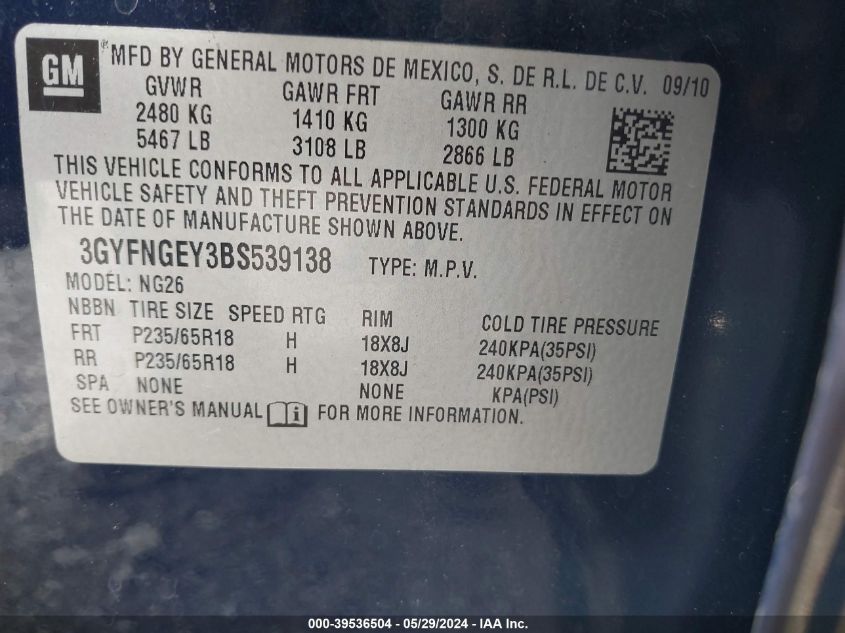 GM ® MFD BY GENERAL MOTORS DE MEXICO, S. DE R.L. DE C.V. 09/10
GVWR GAWR FRT GAWR RR
2480 KG 1410 KG 1300 KG
5467 LB 3108 LB 2866 LB
THIS VEHICLE CONFORMS TO ALL APPLICABLE U.S. FEDERAL MOTOR
VEHICLE SAFETY AND THEFT PREVENTION STANDARDS IN EFFECT ON
THE DATE OF MANUFACTURE SHOWN ABOVE.
3GYFNGEY3BS539138 TYPE: M.P.V.
MODEL: NG26
NBBN TIRE SIZE SPEED RTG RIM COLD TIRE PRESSURE
FRT P235/65R18 H 18X8J 240KPA(35PSI)
RR P235/65R18 H 18X8J 240KPA(35PSI)
SPA NONE NONE KPA(PSI)
SEE OWNER'S MANUAL i FOR MORE INFORMATION.
000-39536504 — 05/29/2024 — IAA Inc.